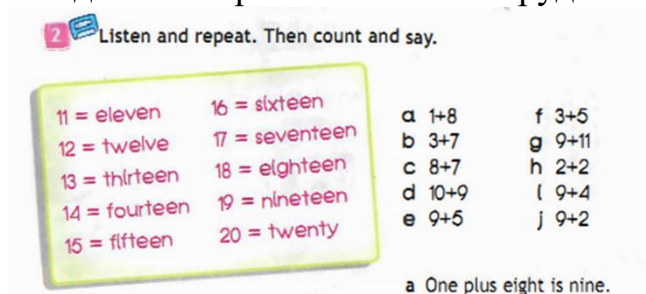 2 Listen and repeat. Then count and say.
11 = eleven
12 = twelve
13 = thirteen
14 = fourteen
15 = fifteen
16 = sixteen
17 = seventeen
18 = eighteen
19 = nineteen
20 = twenty
a 1+8
b 3+7
c 8+7
d 10+9
e 9+5
f 3+5
g 9+11
h 2+2
i 9+4
j 9+2
a One plus eight is nine.